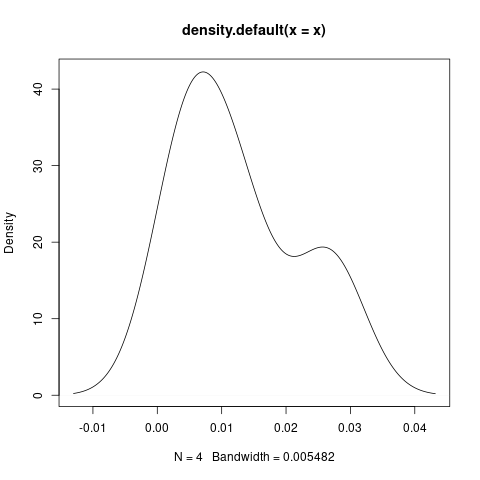 density.default(x = x)
Density
40
30
20
10
0
-0.01 0.00 0.01 0.02 0.03 0.04
N = 4 Bandwidth = 0.005482